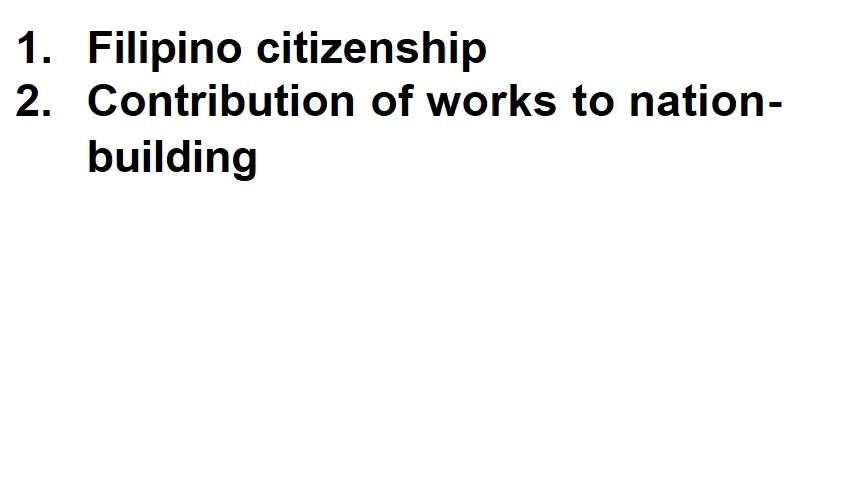 1. Filipino citizenship
2. Contribution of works to nation-
building